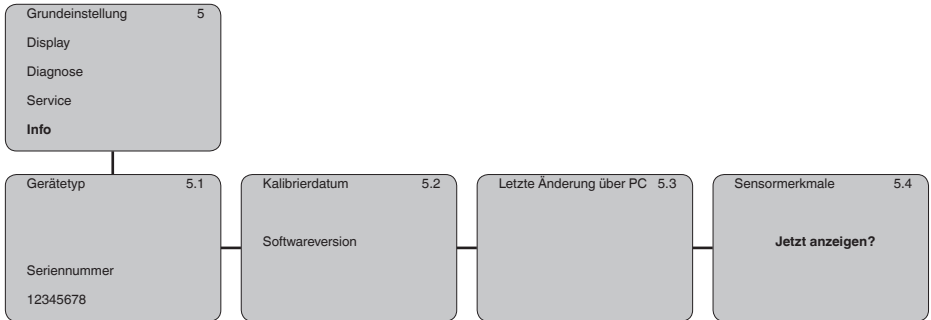 Grundeinstellung 5
Display
Diagnose
Service
Info
Gerätetyp 5.1
Seriennummer
12345678
Kalibrierdatum 5.2
Softwareversion
Letzte Änderung über PC 5.3
Sensormerkmale 5.4
Jetzt anzeigen?